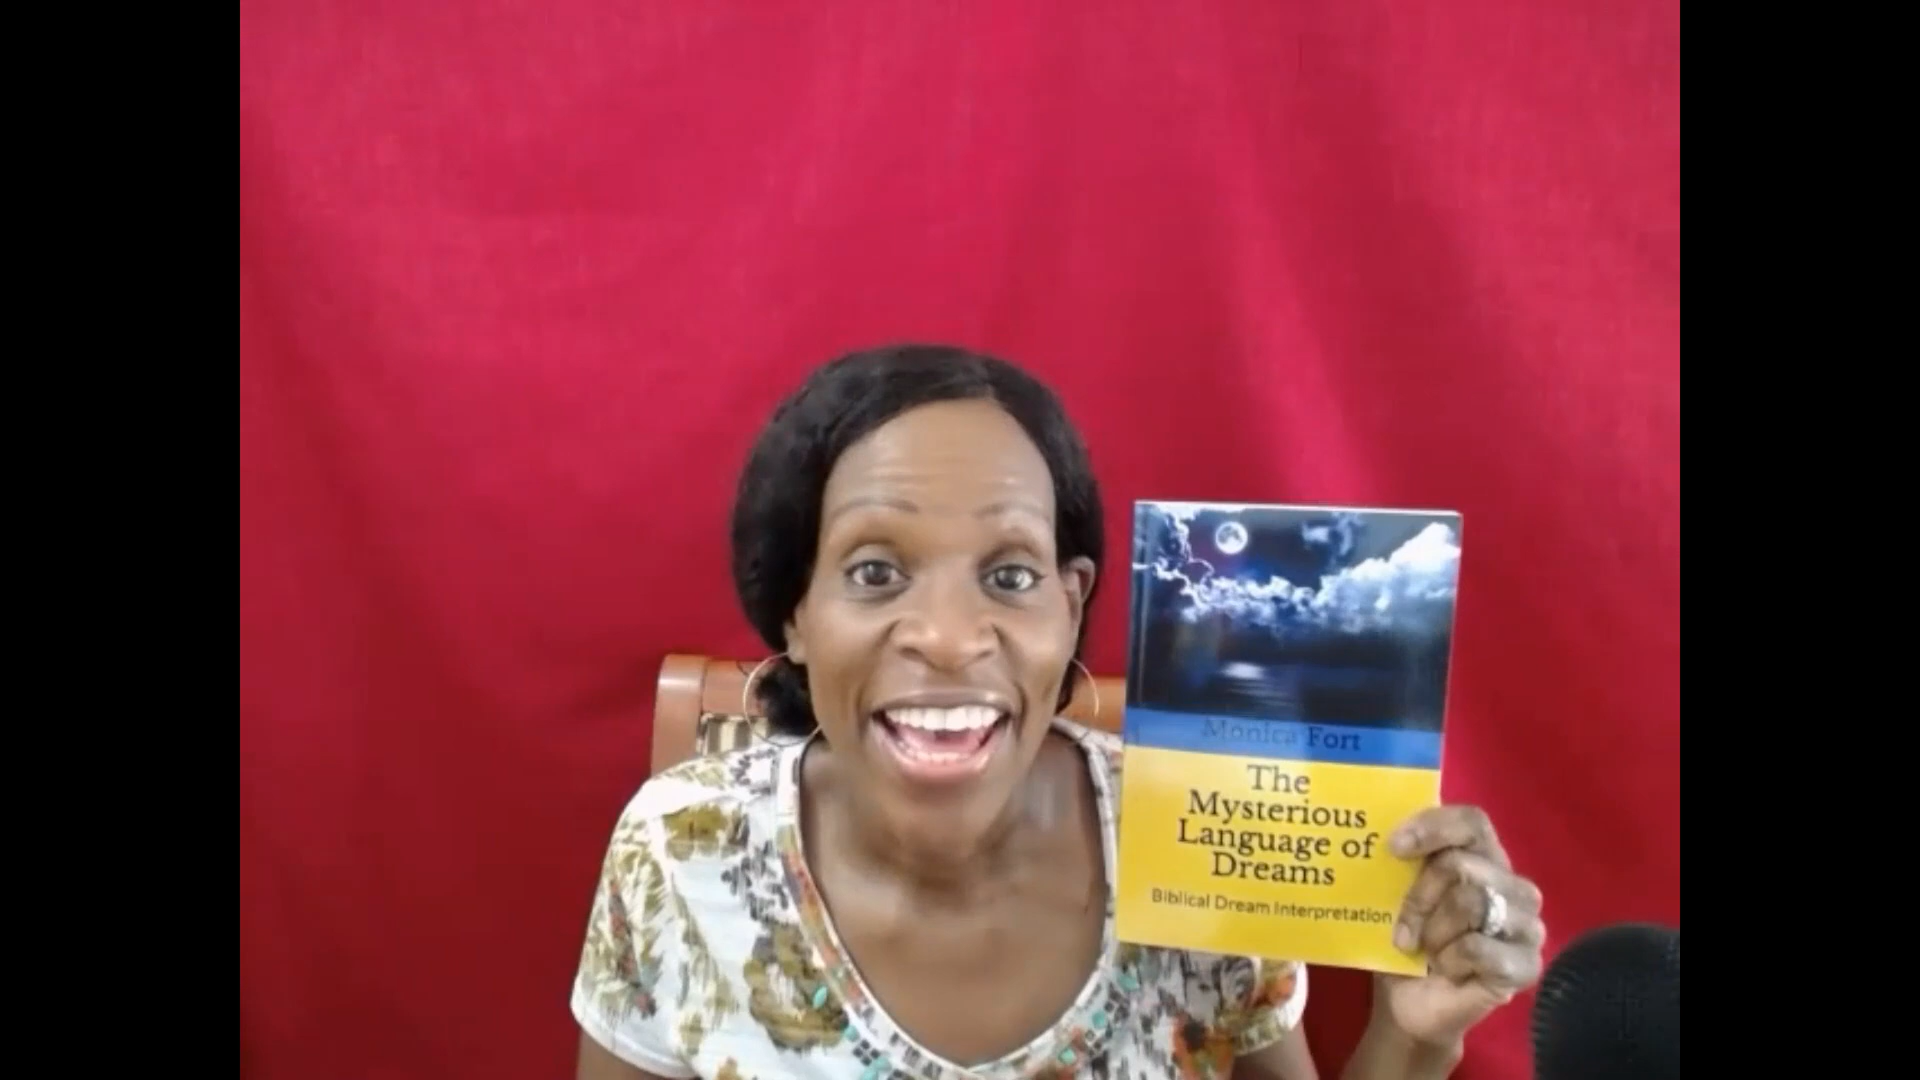 Monica Fort
The
Mysterious
Language of
Dreams
Biblical Dream Interpretation